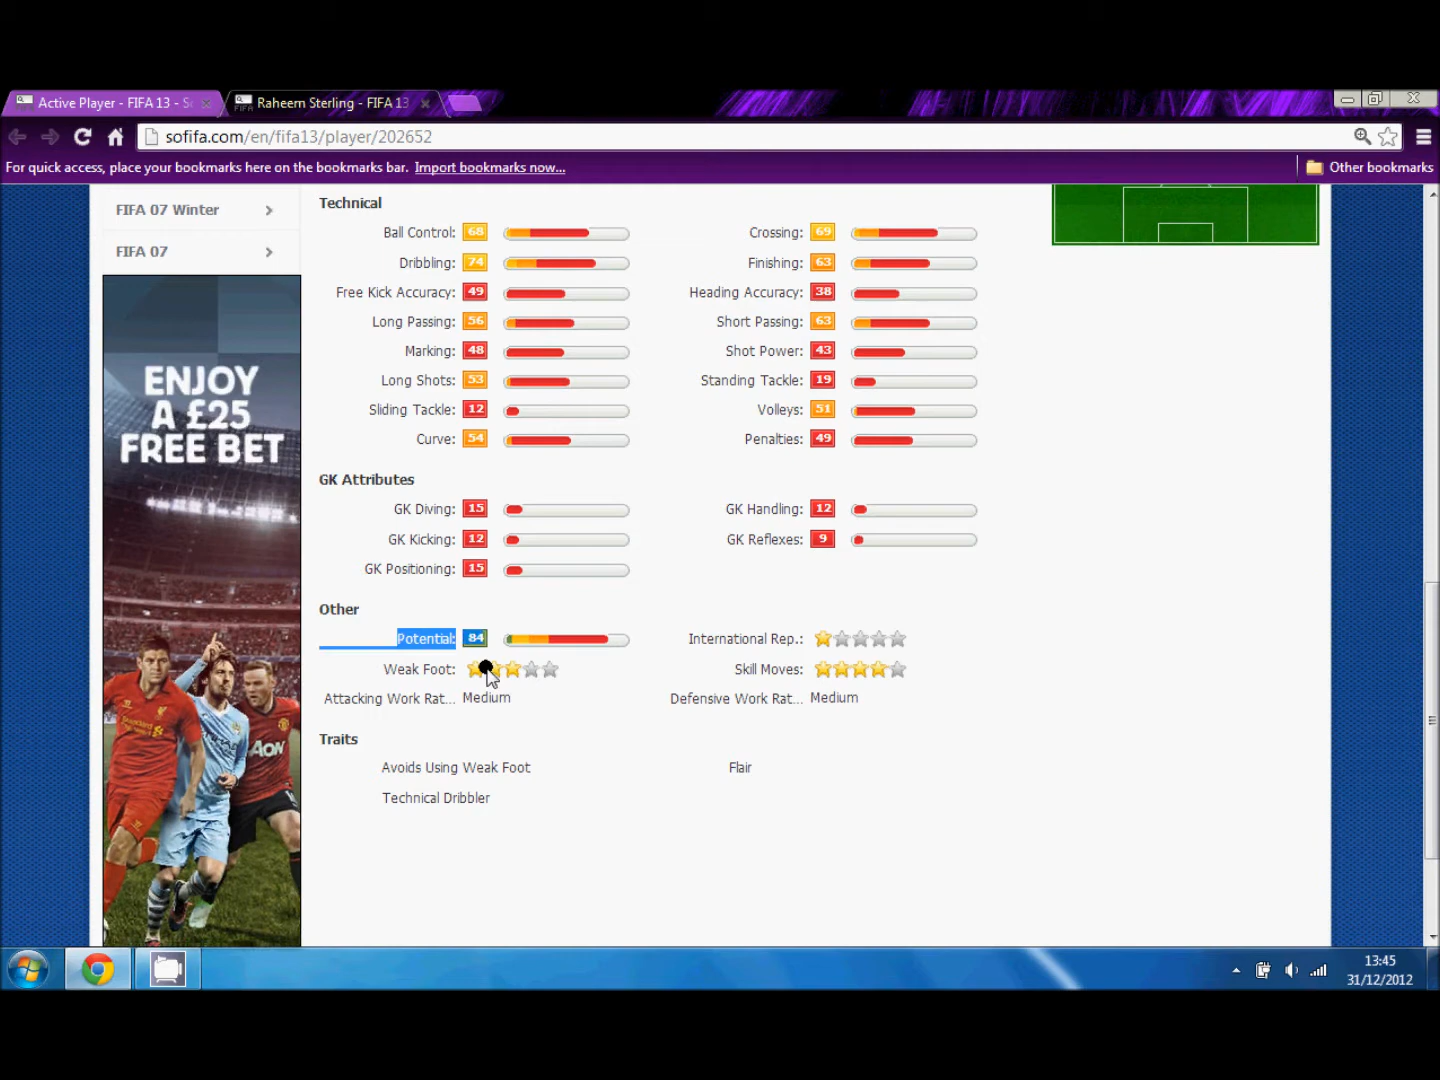 Active Player - FIFA 13 - So
Raheem Sterling - FIFA 13
sofifa.com/en/fifa13/player/202652
For quick access, place your bookmarks here on the bookmarks bar. Import bookmarks now...
Other bookmarks
FIFA 07 Winter
FIFA 07
ENJOY
A £25
FREE BET
AON
Technical
Ball Control: 68 Crossing: 69
Dribbling: 74 Finishing: 63
Free Kick Accuracy: 49 Heading Accuracy: 38
Long Passing: 56 Short Passing: 63
Marking: 48 Shot Power: 43
Long Shots: 53 Standing Tackle: 19
Sliding Tackle: 12 Volleys: 51
Curve: 54 Penalties: 49
GK Attributes
GK Diving: 15 GK Handling: 12
GK Kicking: 12 GK Reflexes: 9
GK Positioning: 15
Other
Potential: 84 International Rep.:
Weak Foot: Skill Moves:
Attacking Work Rat... Medium Defensive Work Rat... Medium
Traits
Avoids Using Weak Foot Flair
Technical Dribbler
13:45
31/12/2012